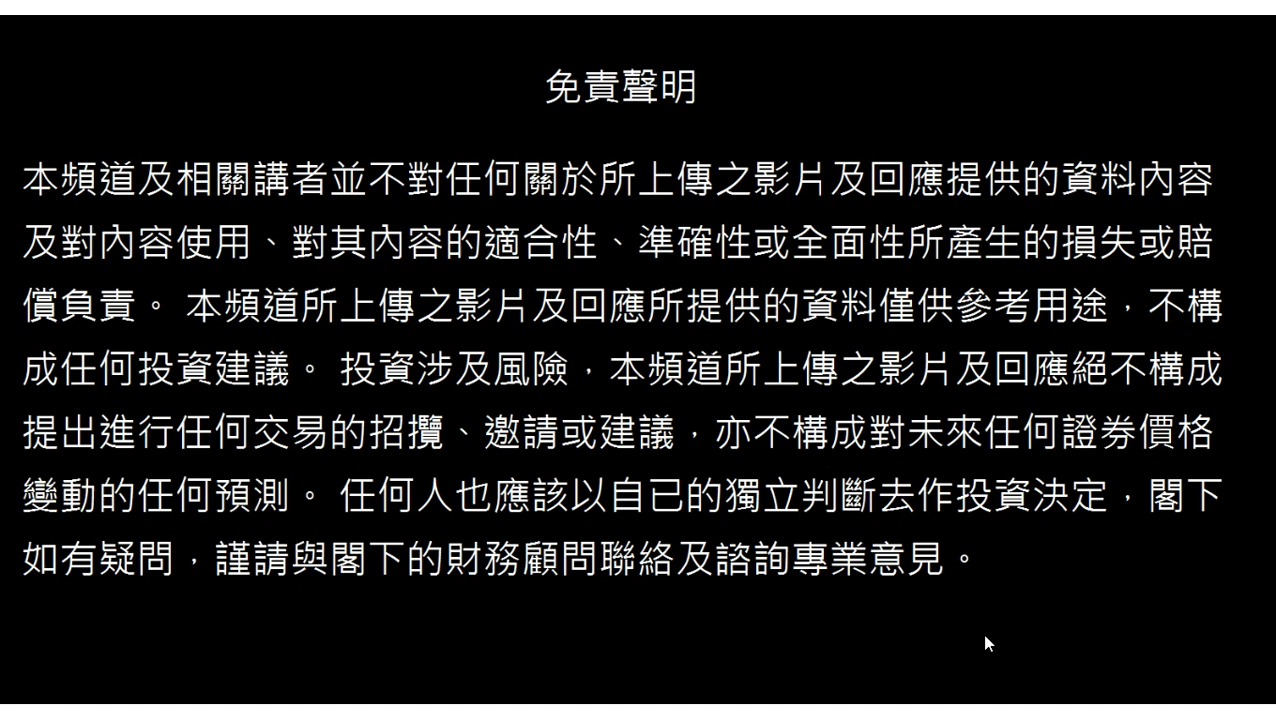 免責聲明
本頻道及相關講者並不對任何關於所上傳之影片及回應提供的資料內容
及對內容使用、對其內容的適合性、準確性或全面性所產生的損失或賠
償負責。 本頻道所上傳之影片及回應所提供的資料僅供參考用途，不構
成任何投資建議。 投資涉及風險，本頻道所上傳之影片及回應絕不構成
提出進行任何交易的招攬、邀請或建議，亦不構成對未來任何證券價格
變動的任何預測。 任何人也應該以自已的獨立判斷去作投資決定，閣下
如有疑問，謹請與閣下的財務顧問聯絡及諮詢專業意見。